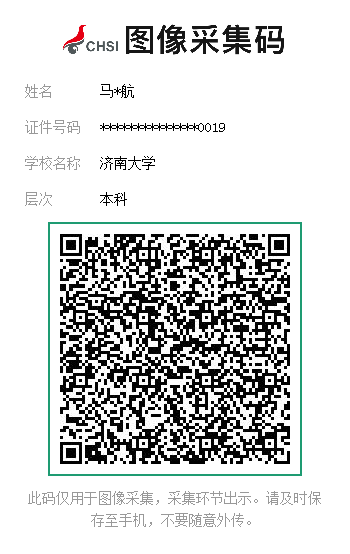 CHSI 图像采集码
姓名 马*航
证件号码 **************0019
学校名称 济南大学
层次 本科
此码仅用于图像采集，采集环节出示。请及时保
存至手机，不要随意外传。